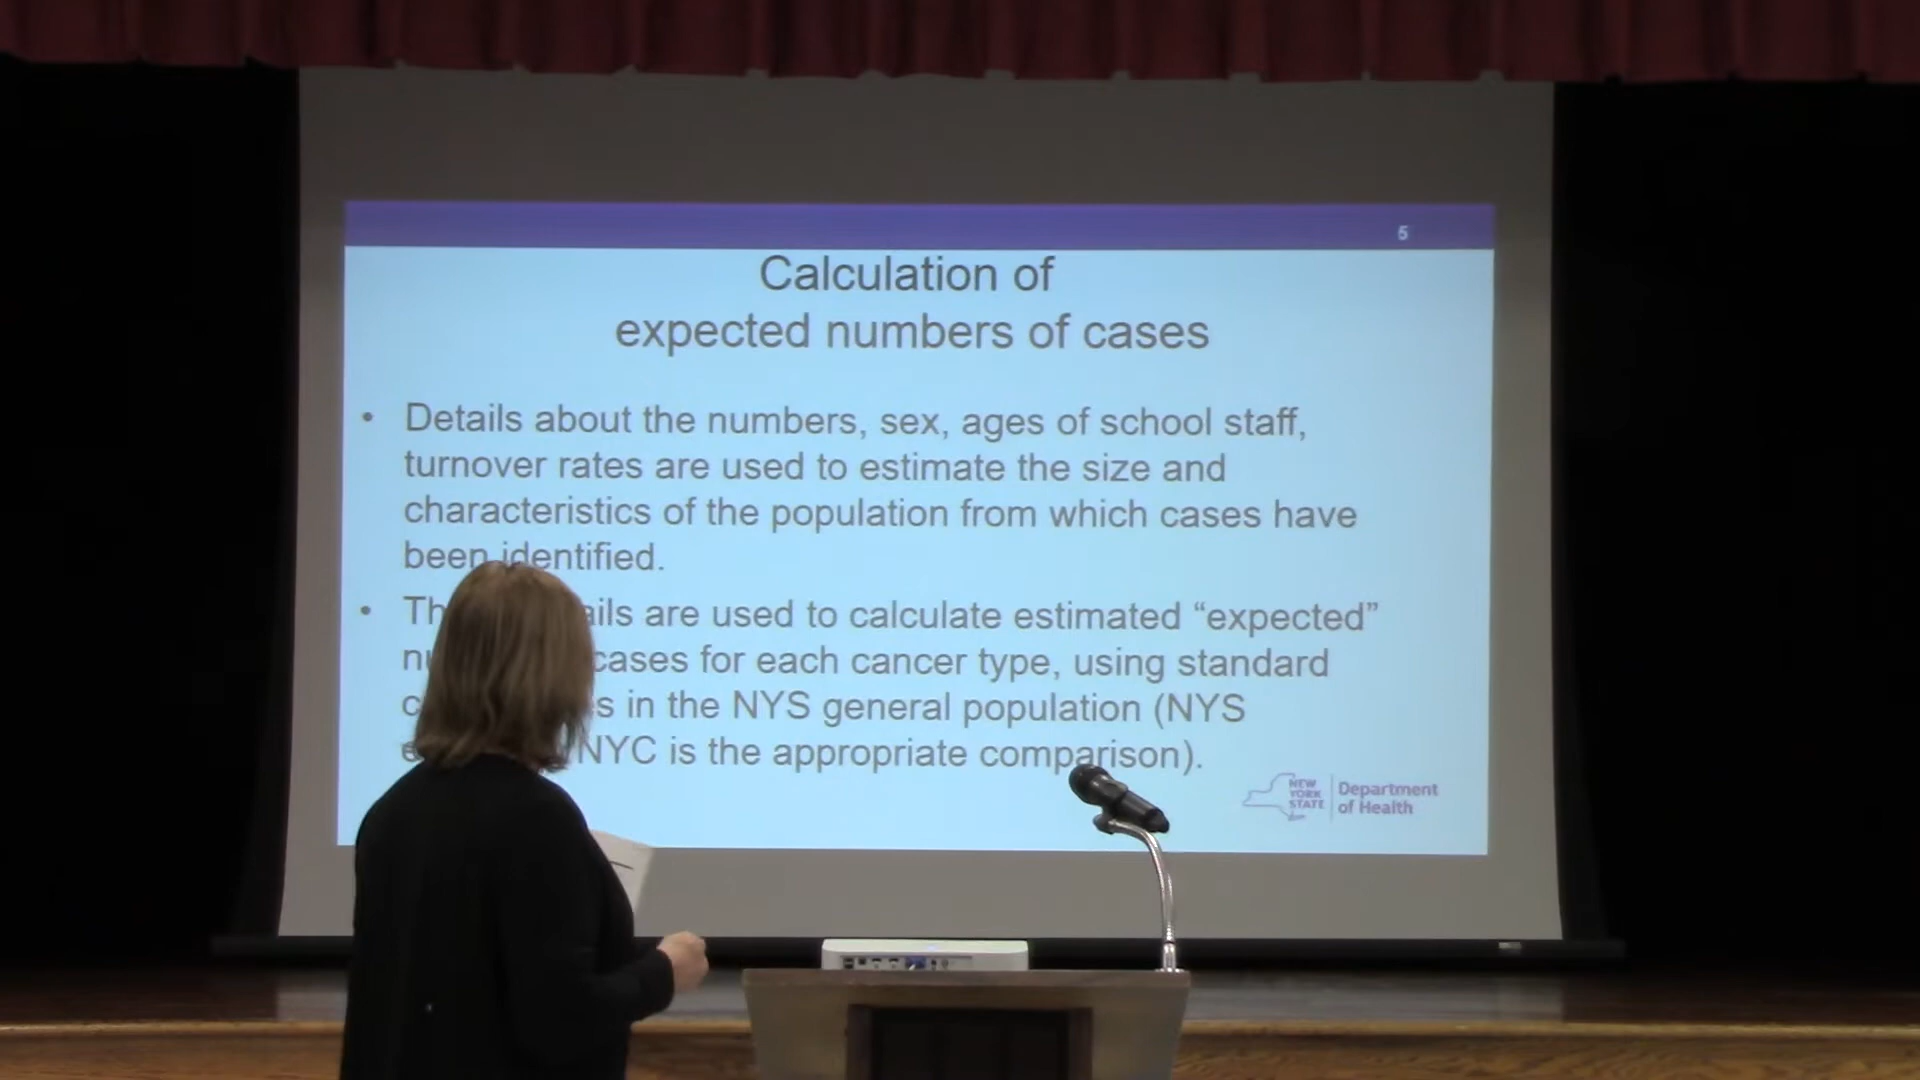 5
Calculation of
expected numbers of cases
• Details about the numbers, sex, ages of school staff,
turnover rates are used to estimate the size and
characteristics of the population from which cases have
been identified.
• are used to calculate estimated “expected”
cases for each cancer type, using standard
in the NYS general population (NYS
NYC is the appropriate comparison).
NEW
YORK
STATE
Department
of Health